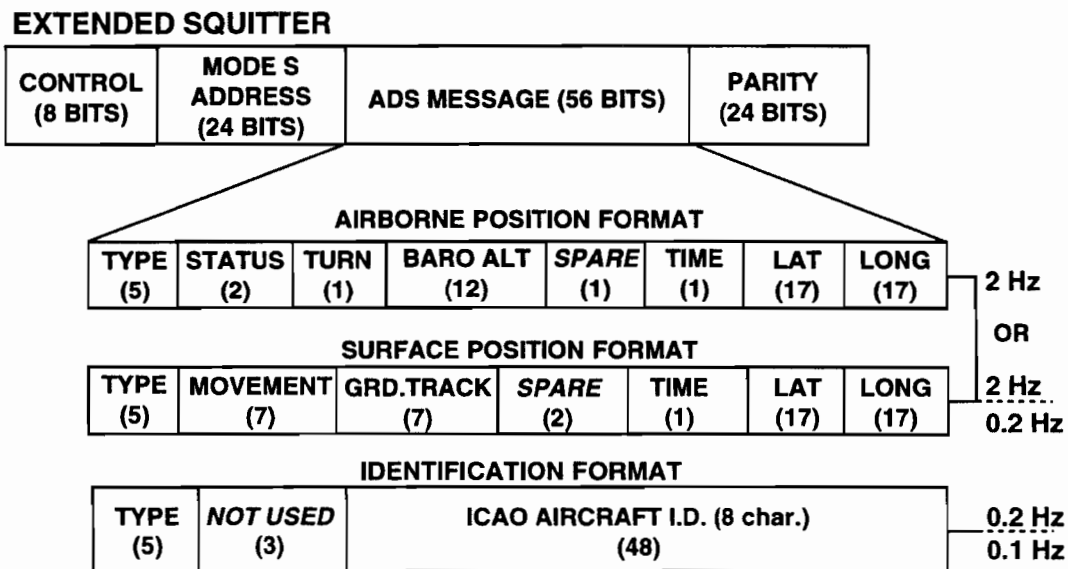 EXTENDED SQUITTER
CONTROL
(8 BITS)
MODE S
ADDRESS
(24 BITS)
ADS MESSAGE (56 BITS)
PARITY
(24 BITS)
AIRBORNE POSITION FORMAT
TYPE
(5)
STATUS
(2)
TURN
(1)
BARO ALT
(12)
SPARE
(1)
TIME
(1)
LAT
(17)
LONG
(17)
2 Hz
OR
SURFACE POSITION FORMAT
TYPE
(5)
MOVEMENT
(7)
GRD.TRACK
(7)
SPARE
(2)
TIME
(1)
LAT
(17)
LONG
(17)
2 Hz
0.2 Hz
IDENTIFICATION FORMAT
TYPE
(5)
NOT USED
(3)
ICAO AIRCRAFT I.D. (8 char.)
(48)
0.2 Hz
0.1 Hz